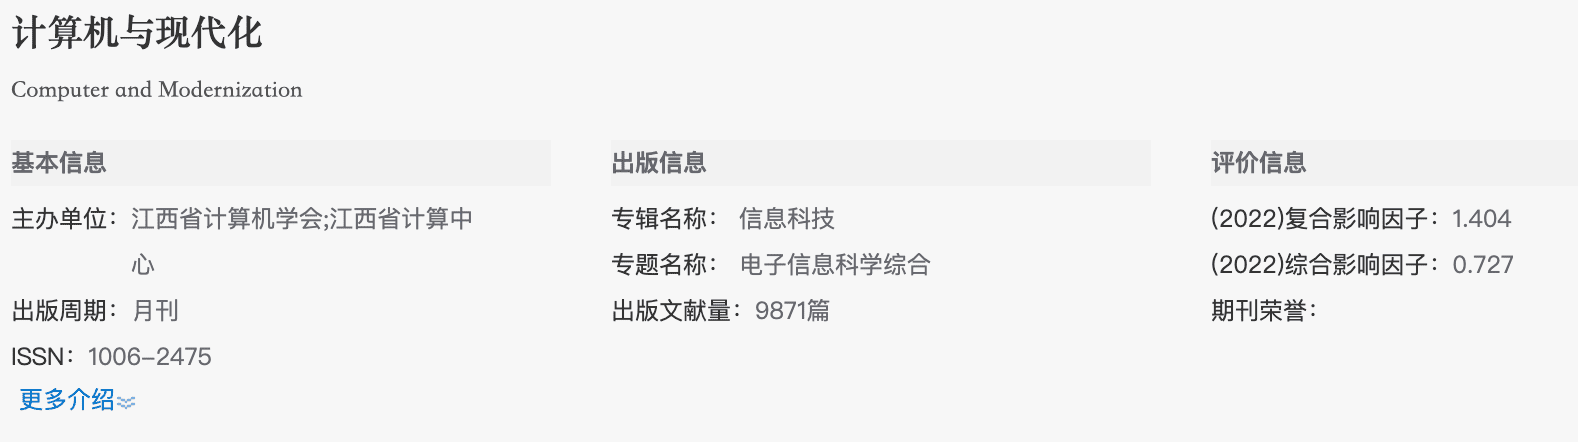 计算机与现代化
Computer and Modernization
基本信息
主办单位：江西省计算机学会;江西省计算中
心
出版周期：月刊
ISSN：1006-2475
更多介绍
出版信息
专辑名称：信息科技
专题名称：电子信息科学综合
出版文献量：9871篇
评价信息
(2022)复合影响因子：1.404
(2022)综合影响因子：0.727
期刊荣誉：